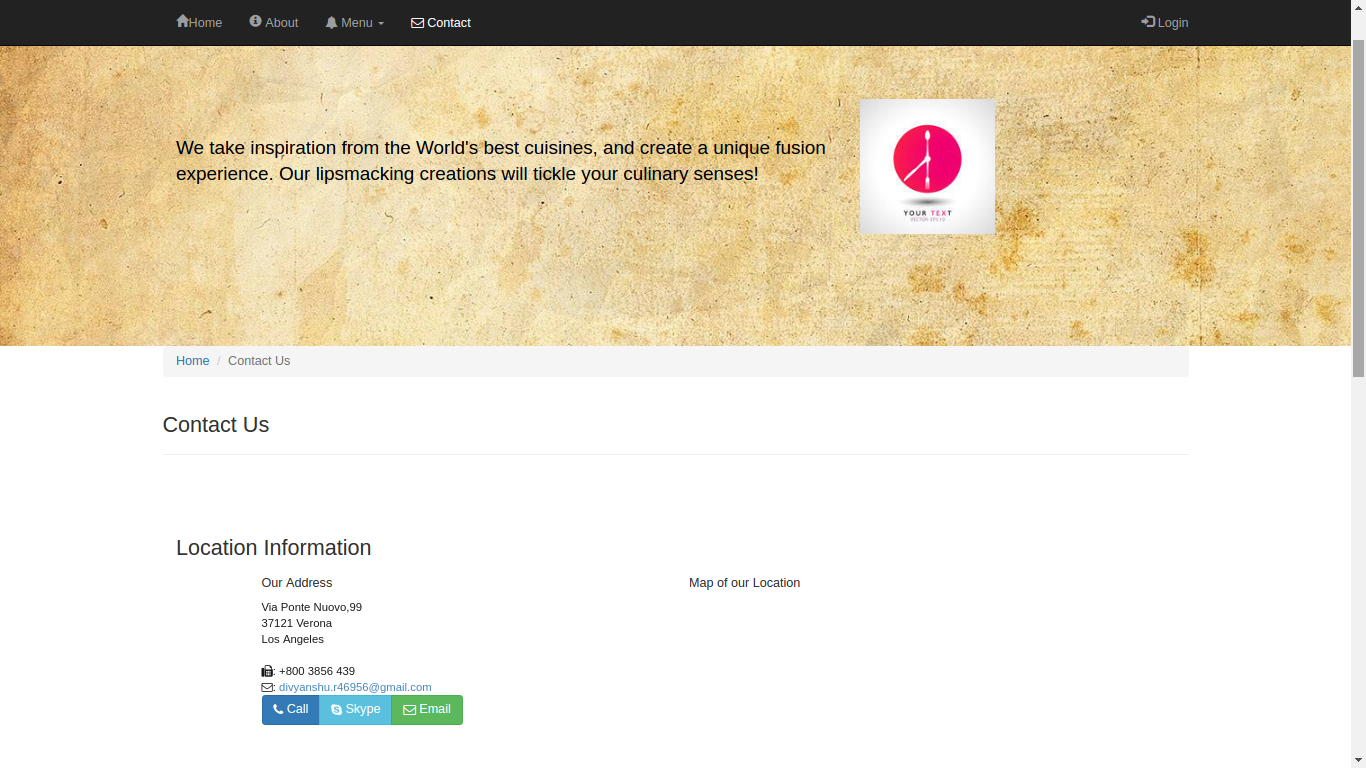 Home About Menu Contact Login
We take inspiration from the World's best cuisines, and create a unique fusion
experience. Our lipsmacking creations will tickle your culinary senses!
YOUR TEXT
VECTOR EPS10
Home / Contact Us
Contact Us
Location Information
Our Address
Via Ponte Nuovo,99
37121 Verona
Los Angeles
: +800 3856 439
: divyanshu.r46956@gmail.com
Call Skype Email
Map of our Location